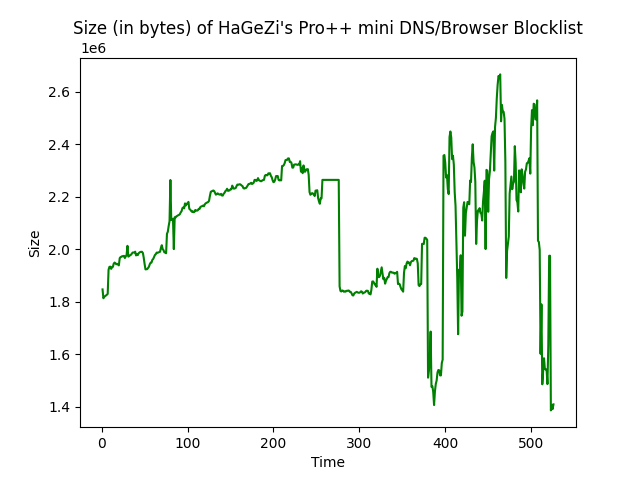 Size (in bytes) of HaGeZi's Pro++ mini DNS/Browser Blocklist
1e6
2.6
2.4
2.2
2.0
1.8
1.6
1.4
Size
0 100 200 300 400 500
Time